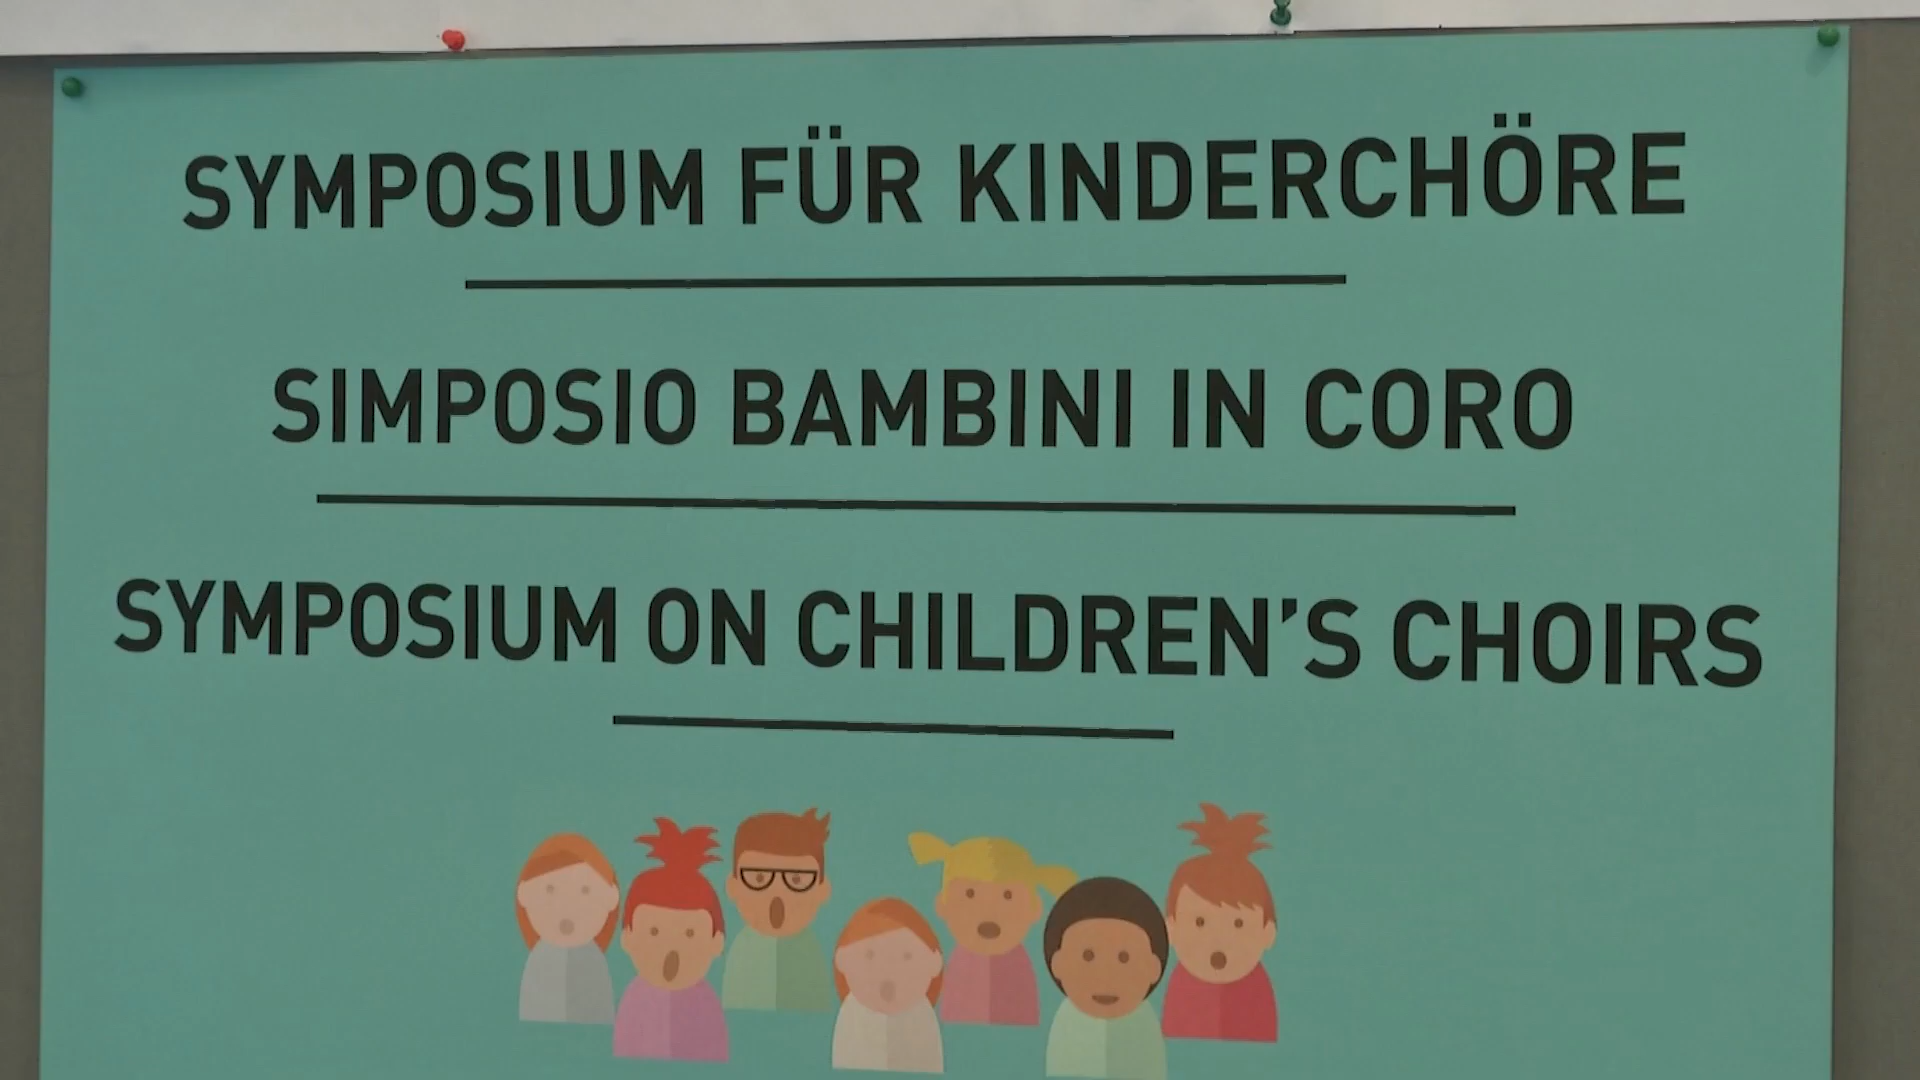 SYMPOSIUM FÜR KINDERCHÖRE
SIMPOSIO BAMBINI IN CORO
SYMPOSIUM ON CHILDREN'S CHOIRS